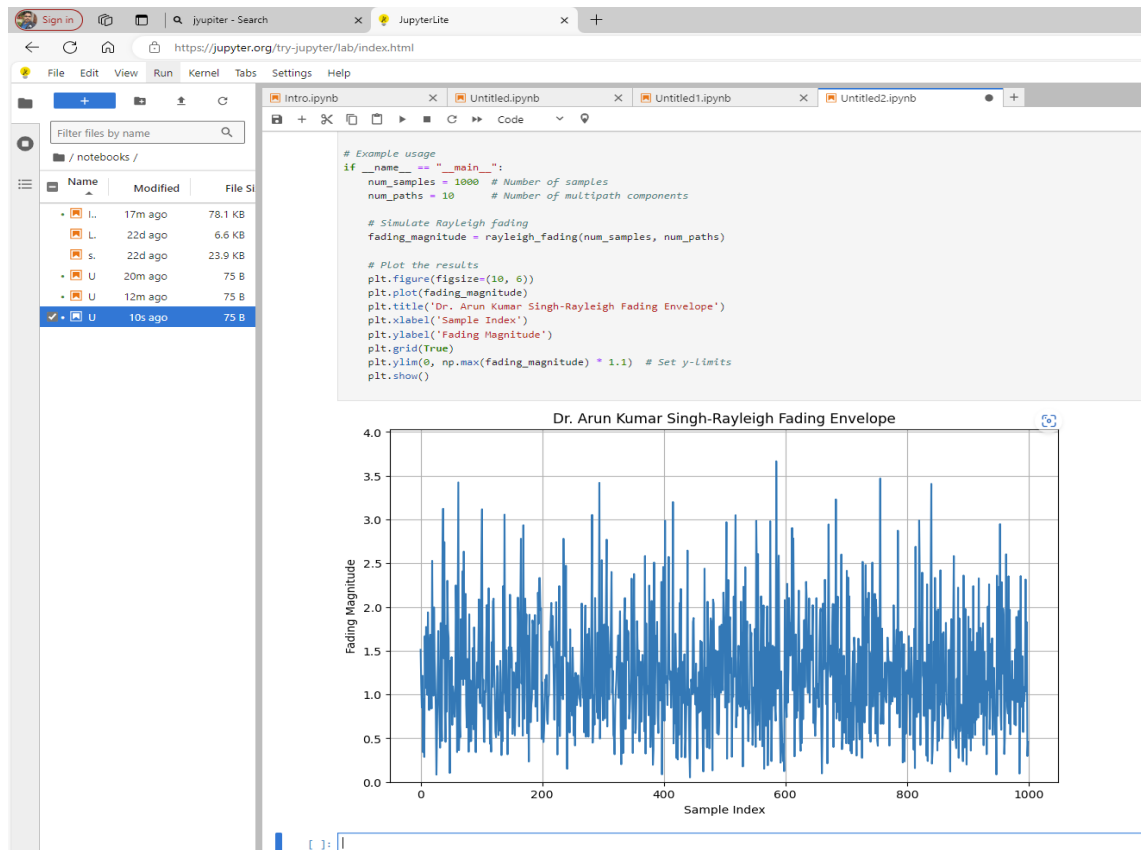 Sign in
jyupiter - Search
JupyterLite
https://jupyter.org/try-jupyter/lab/index.html
File Edit View Run Kernel Tabs Settings Help
Intro.ipynb
Untitled.ipynb
Untitled1.ipynb
Untitled2.ipynb
Code
Filter files by name
/ notebooks /
Name Modified File Si
I.. 17m ago 78.1 KB
L. 22d ago 6.6 KB
s. 22d ago 23.9 KB
U 20m ago 75 B
U 12m ago 75 B
U 10s ago 75 B
# Example usage
if __name__ == "__main__":
    num_samples = 1000  # Number of samples
    num_paths = 10      # Number of multipath components
    # Simulate Rayleigh fading
    fading_magnitude = rayleigh_fading(num_samples, num_paths)
    # Plot the results
    plt.figure(figsize=(10, 6))
    plt.plot(fading_magnitude)
    plt.title('Dr. Arun Kumar Singh-Rayleigh Fading Envelope')
    plt.xlabel('Sample Index')
    plt.ylabel('Fading Magnitude')
    plt.grid(True)
    plt.ylim(0, np.max(fading_magnitude) * 1.1)  # Set y-limits
    plt.show()
Dr. Arun Kumar Singh-Rayleigh Fading Envelope
Fading Magnitude
4.0
3.5
3.0
2.5
2.0
1.5
1.0
0.5
0.0
0 200 400 600 800 1000
Sample Index
[ ]: